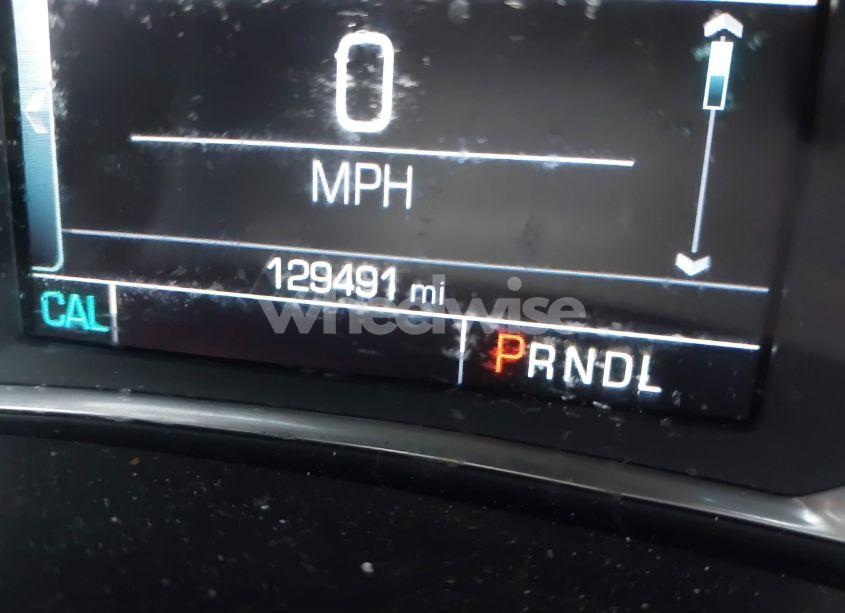 0
MPH
129491 mi
wheelwise
CAL
PRNDL